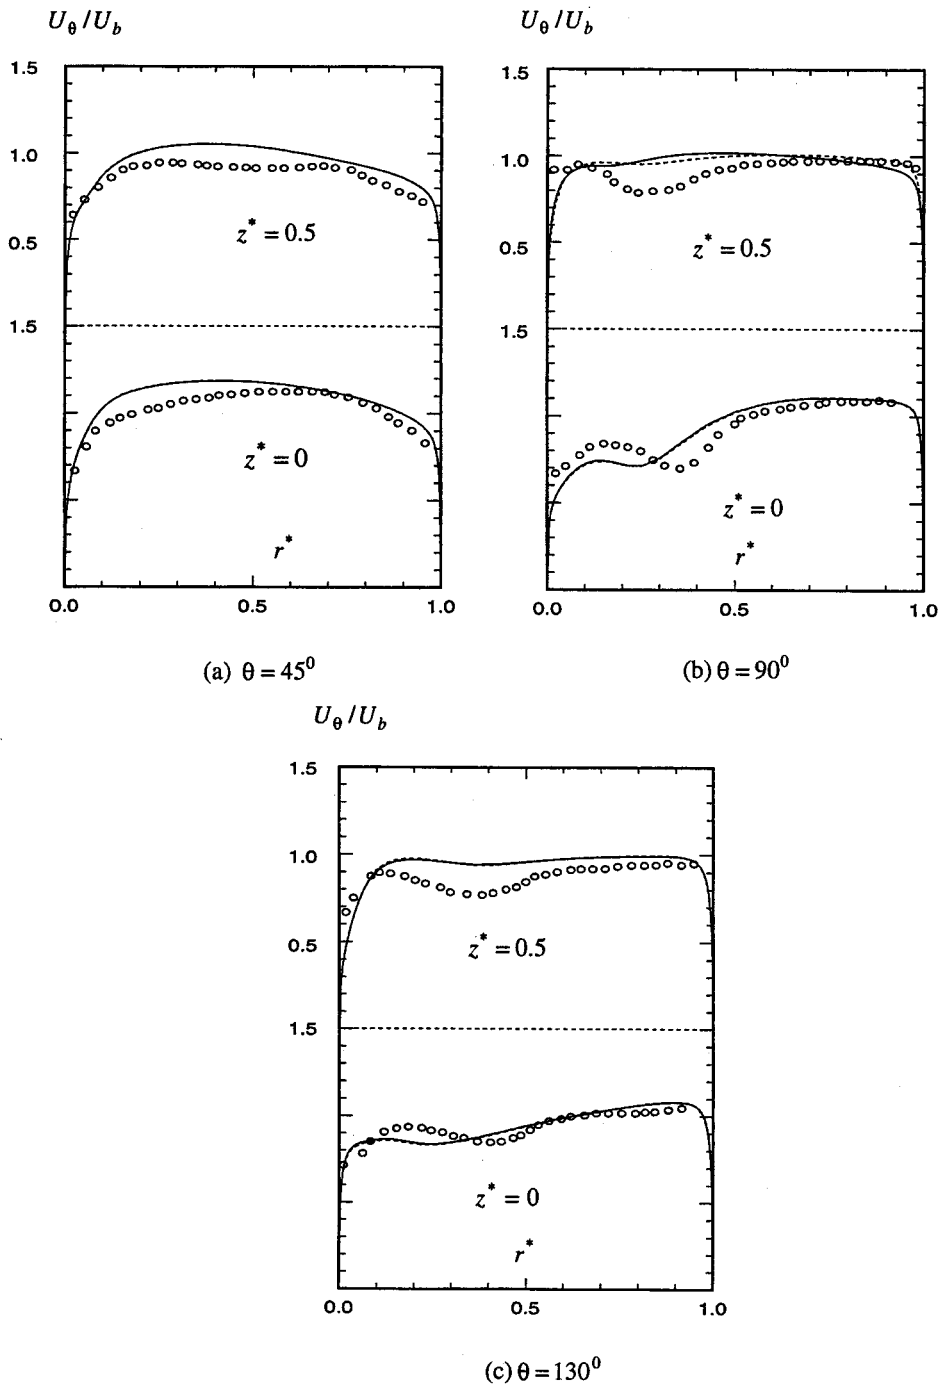 U_θ/U_b U_θ/U_b
1.5 1.5
1.0 1.0
z* = 0.5 z* = 0.5
0.5 0.5
1.5 1.5
z* = 0 z* = 0
r* r*
0.0 0.5 1.0 0.0 0.5 1.0
(a) θ = 45⁰ (b) θ = 90⁰
U_θ/U_b
1.5
1.0
z* = 0.5
0.5
1.5
z* = 0
r*
0.0 0.5 1.0
(c) θ = 130⁰